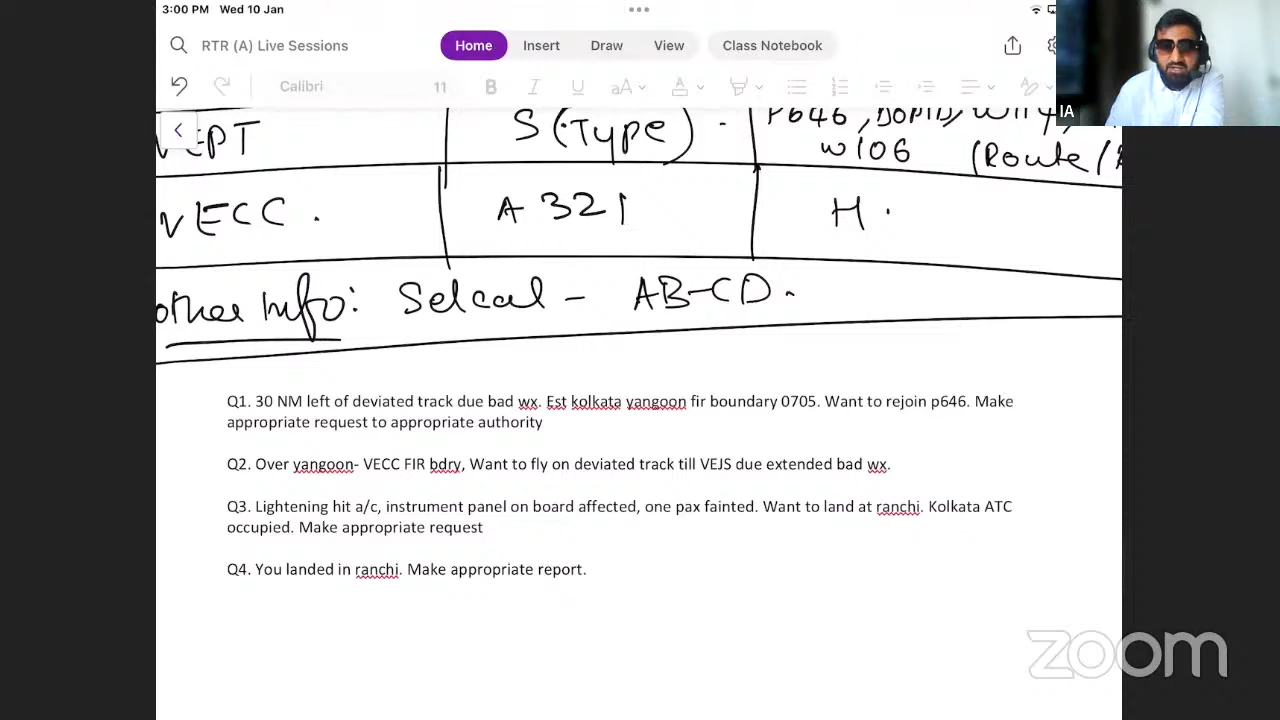 3:00 PM Wed 10 Jan
RTR (A) Live Sessions Home Insert Draw View Class Notebook
Calibri 11 B I U aA A
IA
S (Type) . P646, W114,
W106 (Route/
VECC . A 321 H .
other info: Selcal - AB-CD.
Q1. 30 NM left of deviated track due bad wx. Est kolkata yangoon fir boundary 0705. Want to rejoin p646. Make
appropriate request to appropriate authority
Q2. Over yangoon- VECC FIR bdry, Want to fly on deviated track till VEJS due extended bad wx.
Q3. Lightening hit a/c, instrument panel on board affected, one pax fainted. Want to land at ranchi. Kolkata ATC
occupied. Make appropriate request
Q4. You landed in ranchi. Make appropriate report.
zoom